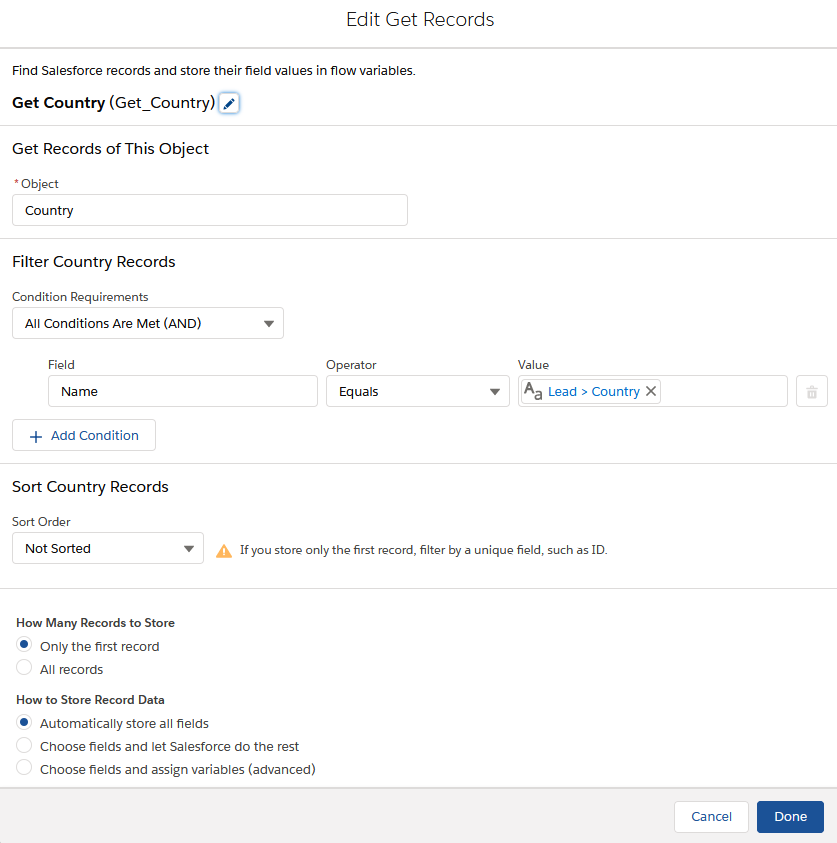 Edit Get Records
Find Salesforce records and store their field values in flow variables.
Get Country (Get_Country)
Get Records of This Object
* Object
Country
Filter Country Records
Condition Requirements
All Conditions Are Met (AND)
Field Operator Value
Name Equals Aa Lead > Country ×
+ Add Condition
Sort Country Records
Sort Order
Not Sorted If you store only the first record, filter by a unique field, such as ID.
How Many Records to Store
Only the first record
All records
How to Store Record Data
Automatically store all fields
Choose fields and let Salesforce do the rest
Choose fields and assign variables (advanced)
Cancel Done